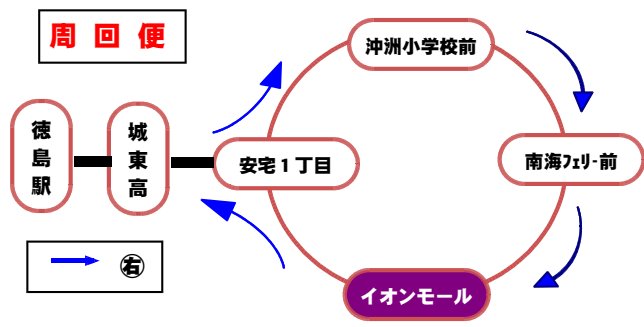 周回便
沖洲小学校前
徳島駅
城東高
安宅1丁目
南海ﾌｪﾘｰ前
㊨
イオンモール